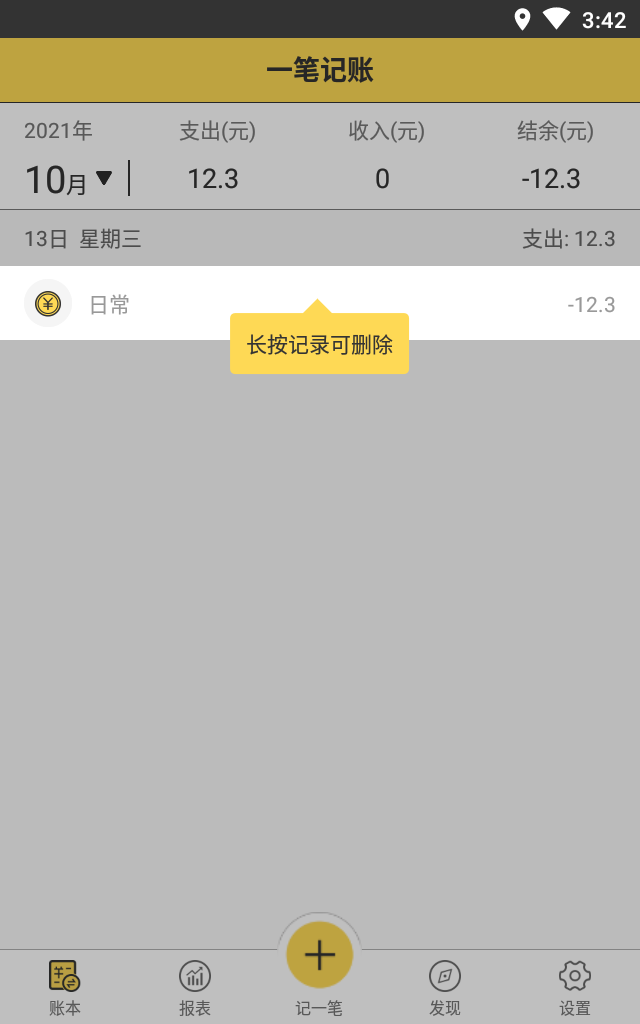 3:42
一笔记账
2021年 支出(元) 收入(元) 结余(元)
10月 12.3 0 -12.3
13日 星期三 支出: 12.3
日常 -12.3
长按记录可删除
账本 报表 记一笔 发现 设置